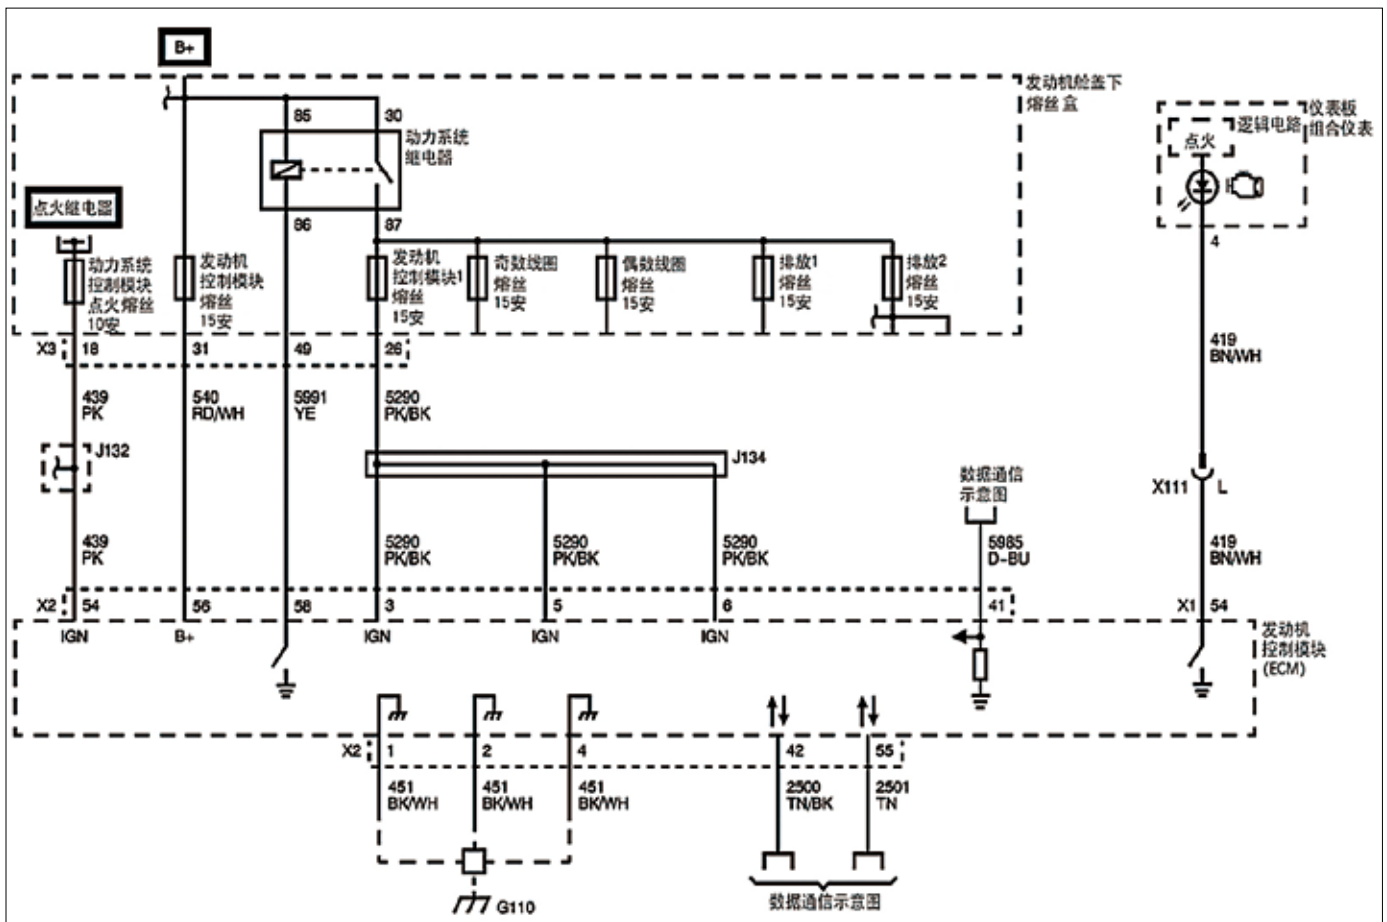 B+
发动机舱盖下
熔丝盒
85
30
动力系统
继电器
86
87
点火继电器
动力系统
控制模块
点火熔丝
10安
发动机
控制模块
熔丝
15安
发动机
控制模块1
熔丝
15安
奇数线圈
熔丝
15安
偶数线圈
熔丝
15安
排放1
熔丝
15安
排放2
熔丝
15安
仪表板
组合仪表
逻辑电路
点火
4
X3
18
31
49
26
439
PK
540
RD/WH
5991
YE
5290
PK/BK
419
BN/WH
J132
J134
数据通信
示意图
X111
L
439
PK
5290
PK/BK
5290
PK/BK
5290
PK/BK
5985
D-BU
419
BN/WH
X2
54
56
58
3
5
6
41
X1
54
IGN
B+
IGN
IGN
IGN
发动机
控制模块
(ECM)
X2
1
2
4
42
55
451
BK/WH
451
BK/WH
451
BK/WH
2500
TN/BK
2501
TN
G110
数据通信示意图